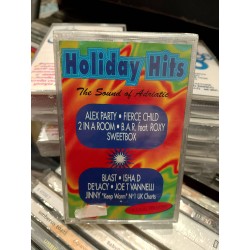 Holiday Hits
The Sound of Adriatic
ALEX PARTY • FIERCE CHILD
2 IN A ROOM • B.A.R. feat. ROXY
SWEETBOX
BLAST • ISHA D
DE'LACY • JOE T VANNELLI
JINNY "Keep Warm" N°1 UK Charts